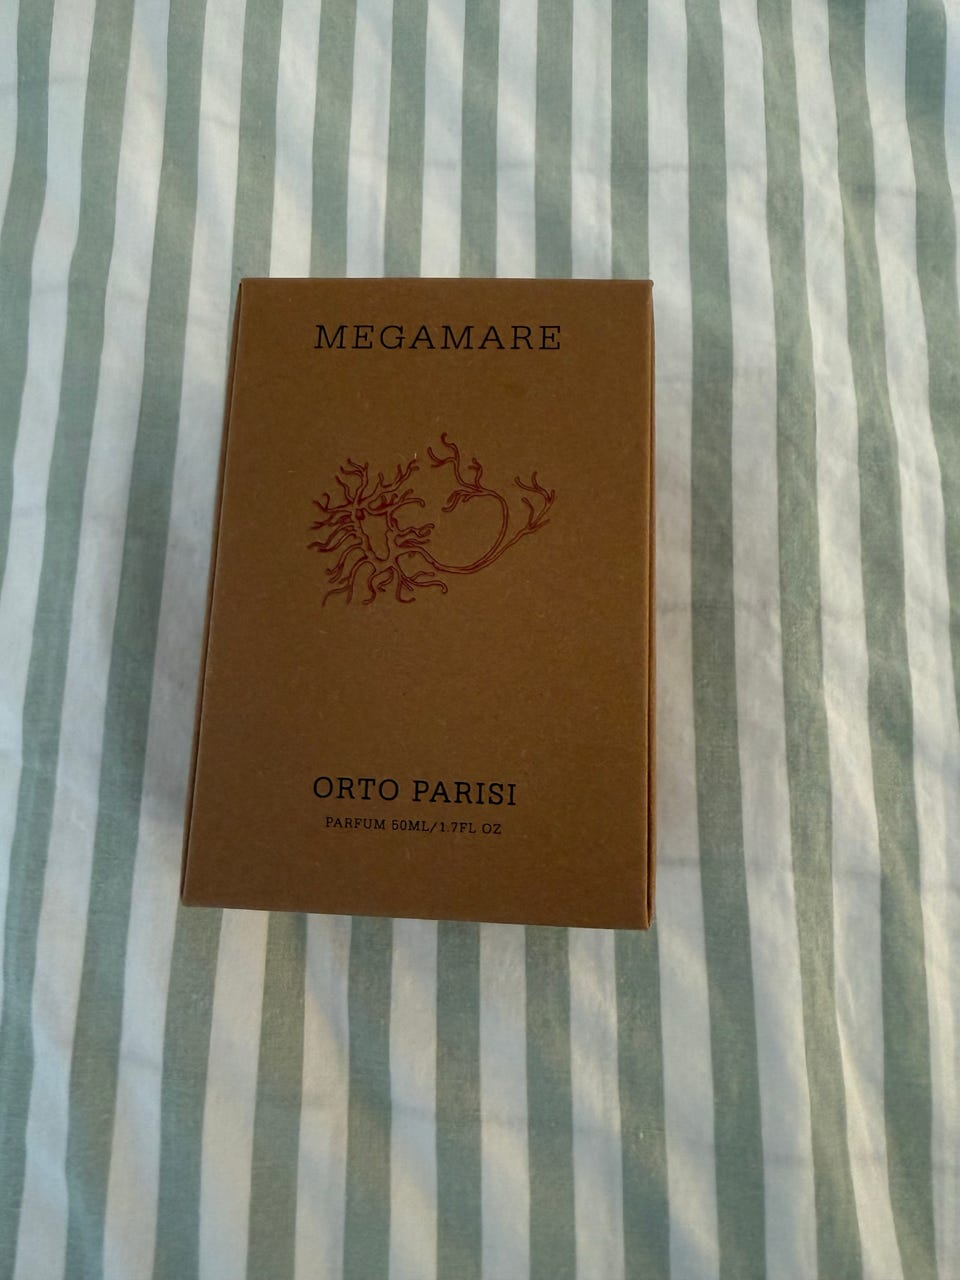 MEGAMARE
ORTO PARISI
PARFUM 50ML/1.7FL OZ